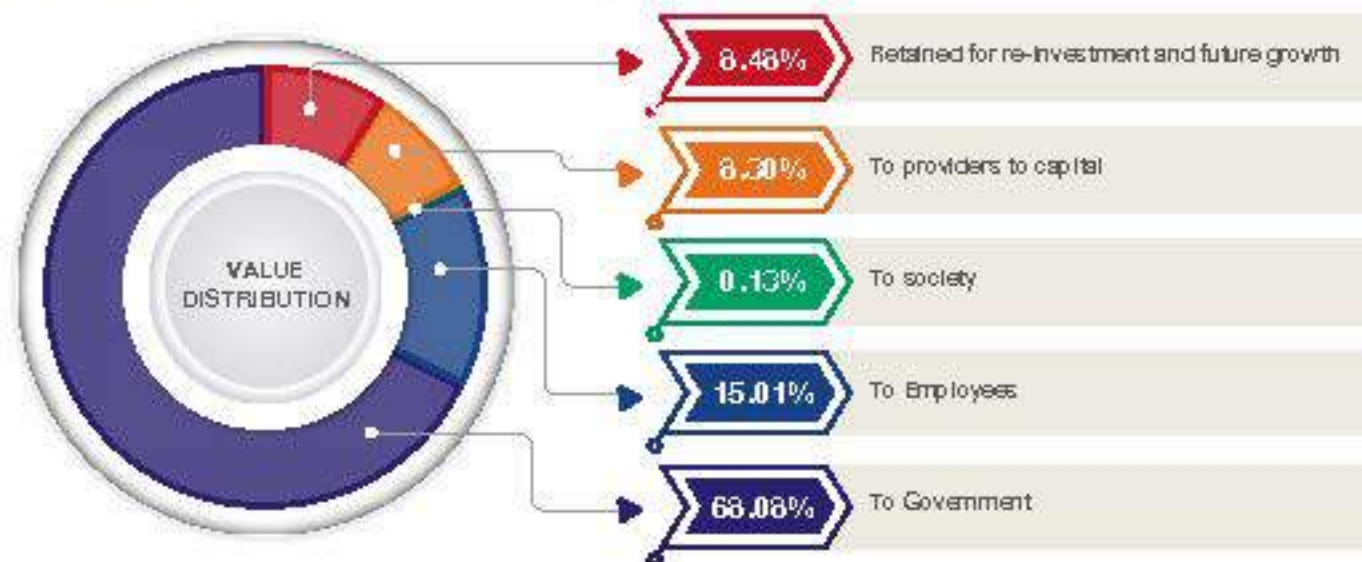 VALUE
DISTRIBUTION
8.48%
Retained for re-investment and future growth
8.30%
To providers to capital
0.13%
To society
15.01%
To Employees
68.08%
To Government